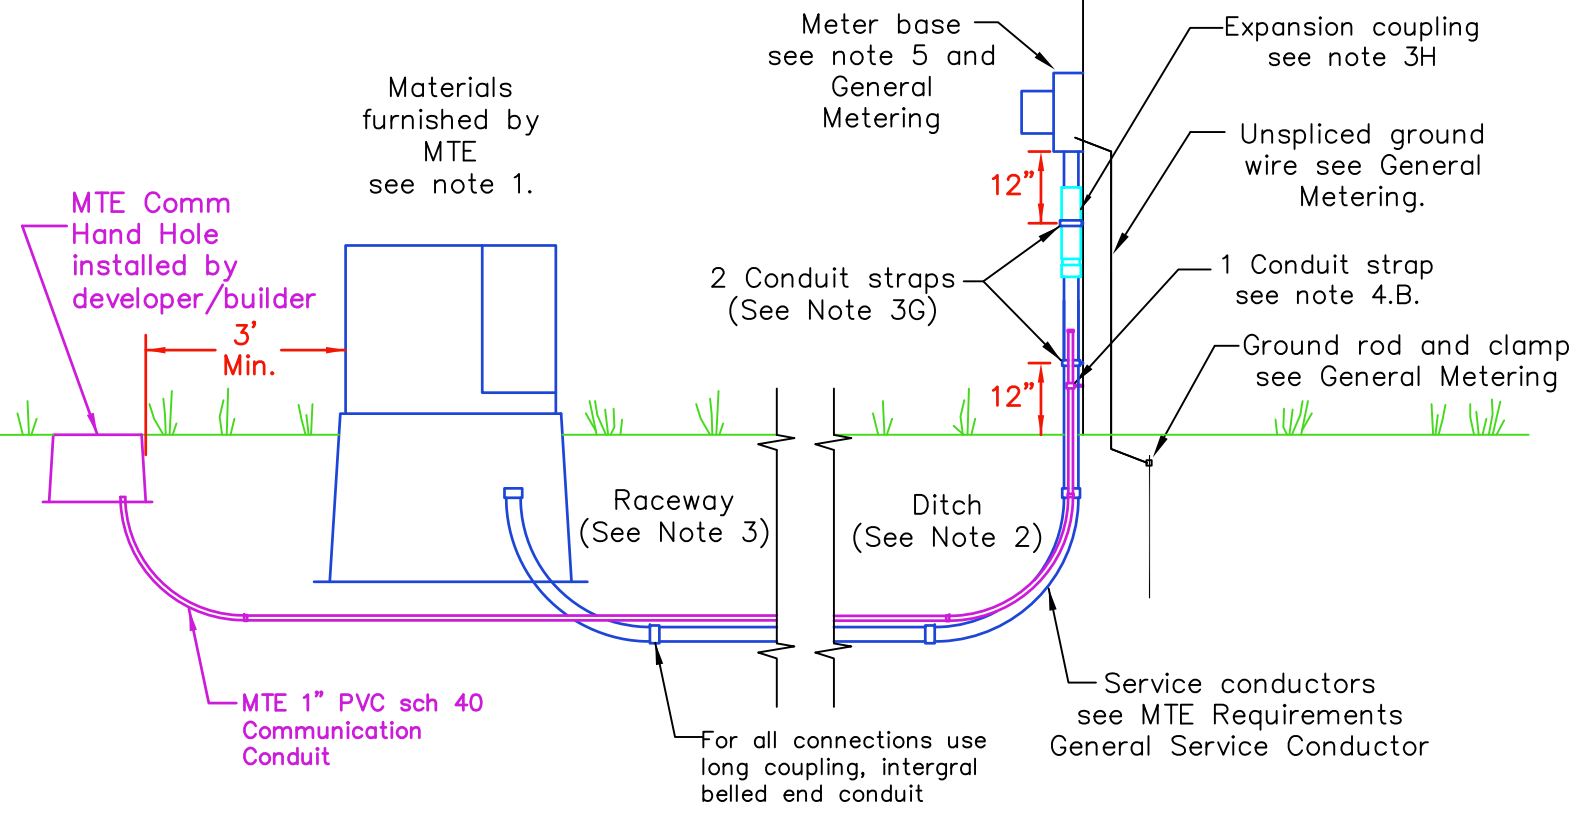 Meter base
see note 5 and
General
Metering
Expansion coupling
see note 3H
Materials
furnished by
MTE
see note 1.
Unspliced ground
wire see General
Metering.
12"
MTE Comm
Hand Hole
installed by
developer/builder
2 Conduit straps
(See Note 3G)
1 Conduit strap
see note 4.B.
3'
Min.
Ground rod and clamp
see General Metering
12"
Raceway
(See Note 3)
Ditch
(See Note 2)
MTE 1" PVC sch 40
Communication
Conduit
Service conductors
see MTE Requirements
General Service Conductor
For all connections use
long coupling, intergral
belled end conduit